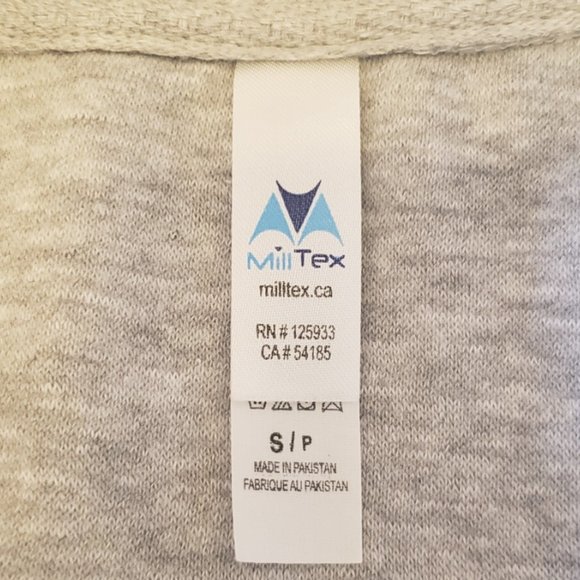 MillTex
milltex.ca
RN # 125933
CA # 54185
S / P
MADE IN PAKISTAN
FABRIQUE AU PAKISTAN